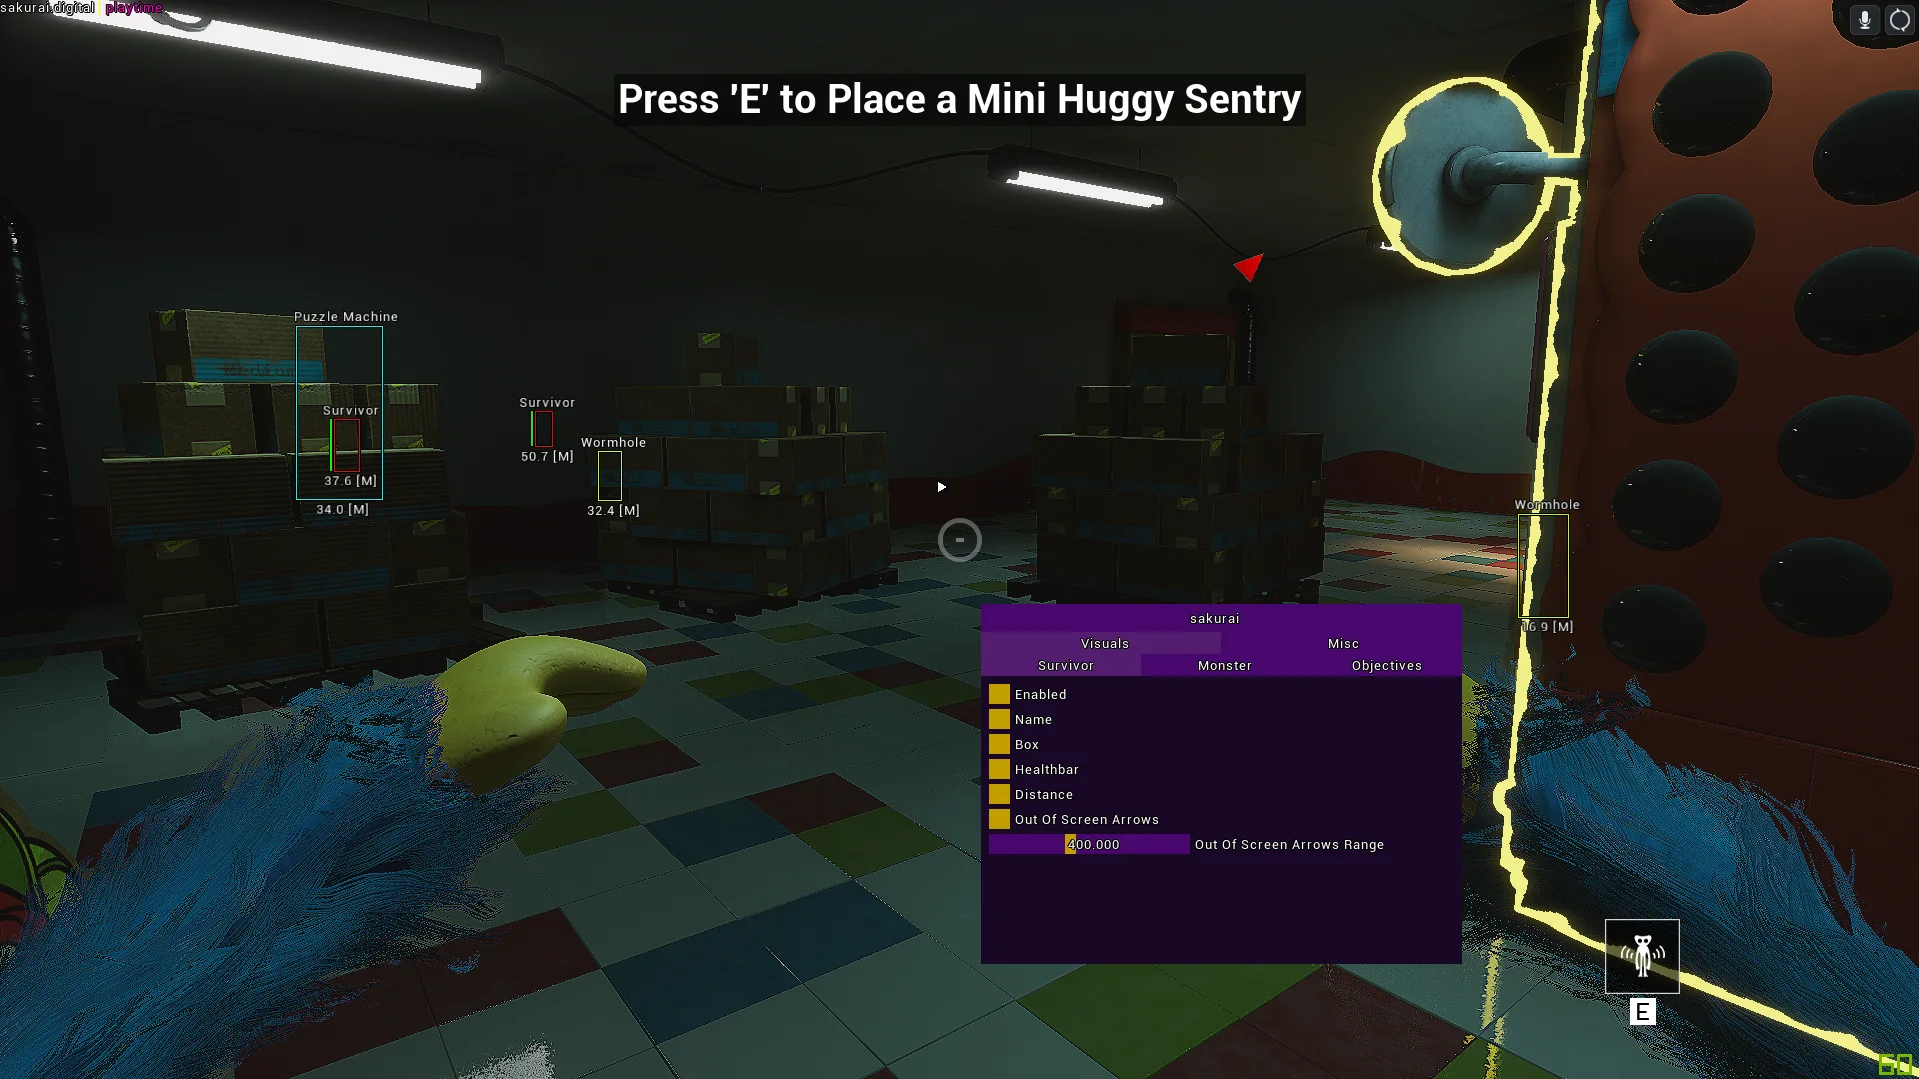 sakurai.digital | playtime
Press 'E' to Place a Mini Huggy Sentry
Puzzle Machine
Survivor
37.6 [M]
34.0 [M]
Survivor
50.7 [M]
Wormhole
32.4 [M]
Wormhole
16.9 [M]
sakurai
Visuals Misc
Survivor Monster Objectives
Enabled
Name
Box
Healthbar
Distance
Out Of Screen Arrows
400.000 Out Of Screen Arrows Range
E
60